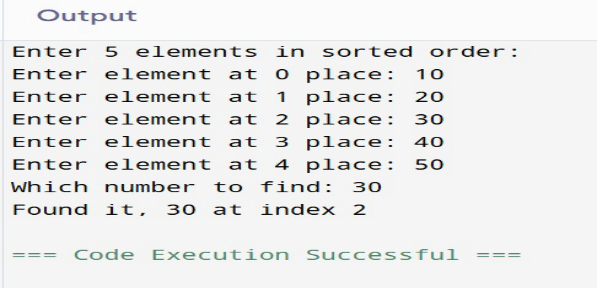 Output
Enter 5 elements in sorted order:
Enter element at 0 place: 10
Enter element at 1 place: 20
Enter element at 2 place: 30
Enter element at 3 place: 40
Enter element at 4 place: 50
Which number to find: 30
Found it, 30 at index 2
=== Code Execution Successful ===